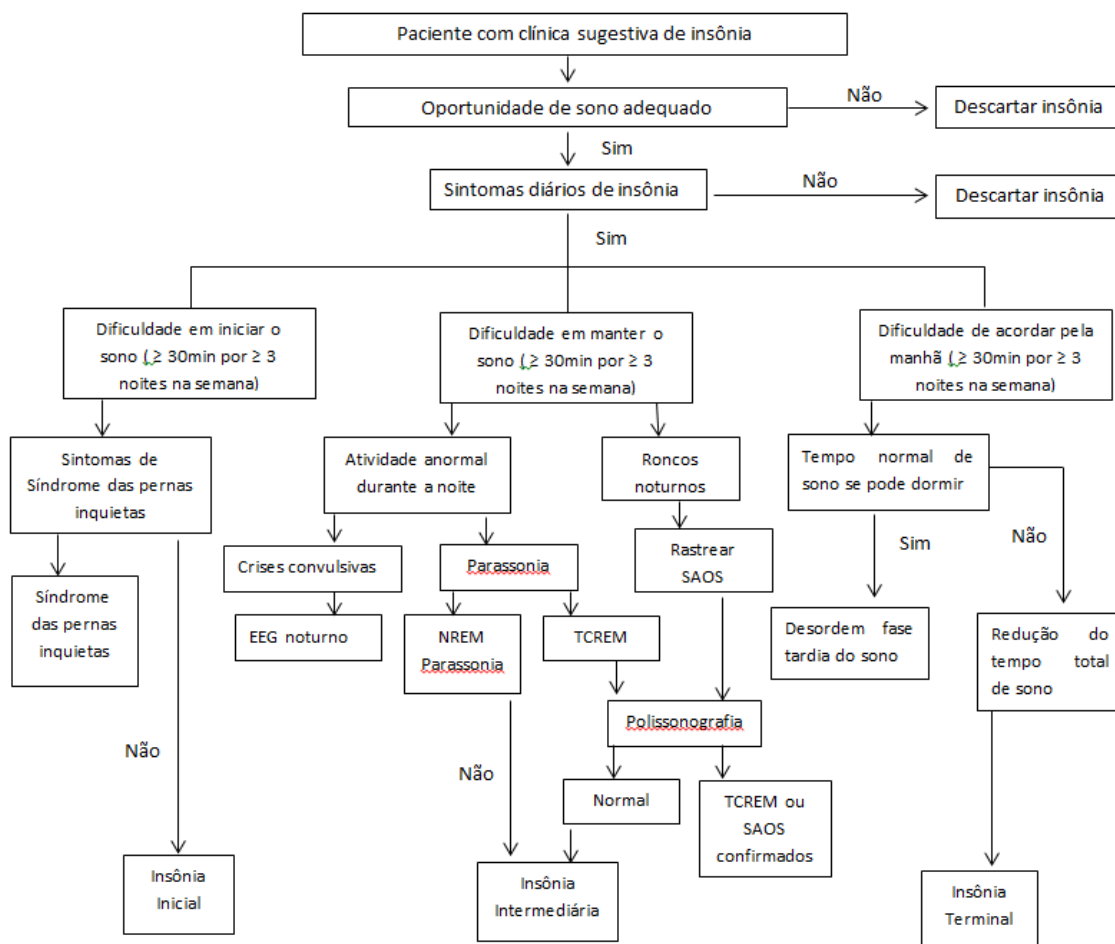 Paciente com clínica sugestiva de insônia
Oportunidade de sono adequado
Não
Descartar insônia
Sim
Sintomas diários de insônia
Não
Descartar insônia
Sim
Dificuldade em iniciar o
sono ( ≥ 30min por ≥ 3
noites na semana)
Dificuldade em manter o
sono ( ≥ 30min por ≥ 3
noites na semana)
Dificuldade de acordar pela
manhã ( ≥ 30min por ≥ 3
noites na semana)
Sintomas de
Síndrome das pernas
inquietas
Atividade anormal
durante a noite
Roncos
noturnos
Tempo normal de
sono se pode dormir
Crises convulsivas
Parassonia
Rastrear
SAOS
Sim
Não
Síndrome
das pernas
inquietas
EEG noturno
NREM
Parassonia
TCREM
Desordem fase
tardia do sono
Redução do
tempo total
de sono
Polissonografia
Não
Não
Normal
TCREM ou
SAOS
confirmados
Insônia
Inicial
Insônia
Intermediária
Insônia
Terminal